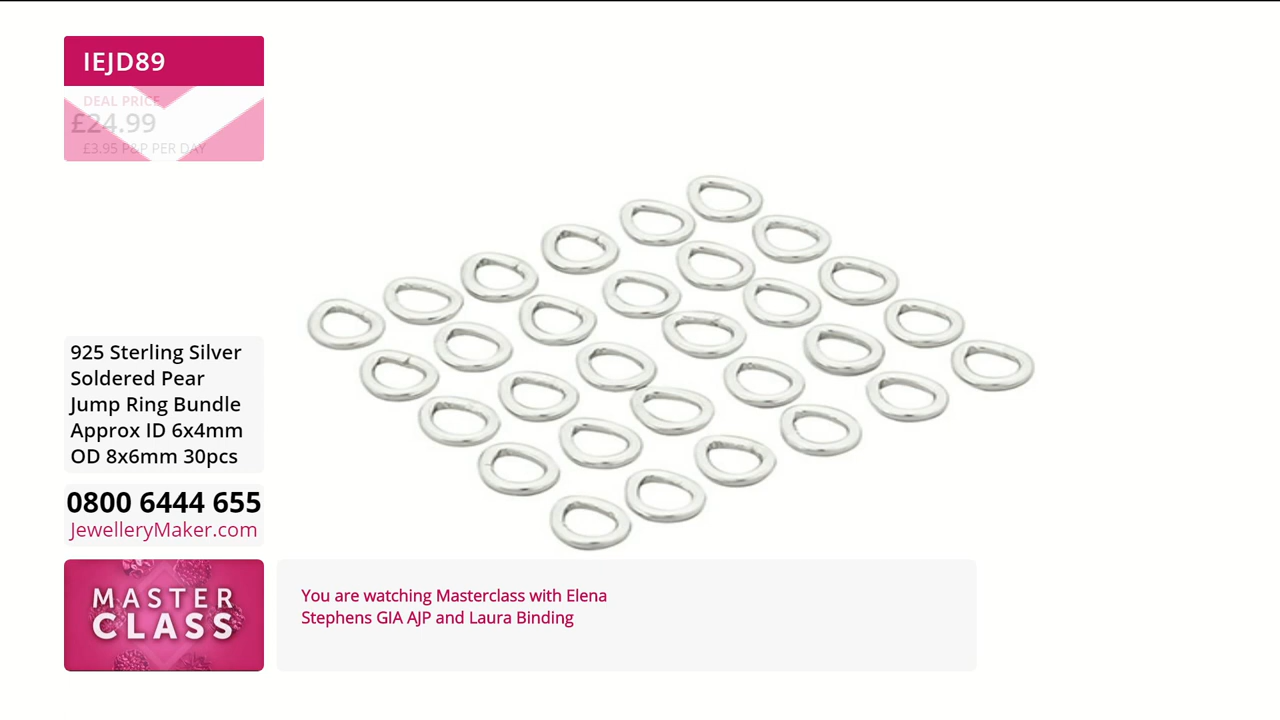 IEJD89
DEAL PRICE
£24.99
£3.95 P&P PER DAY
925 Sterling Silver
Soldered Pear
Jump Ring Bundle
Approx ID 6x4mm
OD 8x6mm 30pcs
0800 6444 655
JewelleryMaker.com
MASTER
CLASS
You are watching Masterclass with Elena
Stephens GIA AJP and Laura Binding